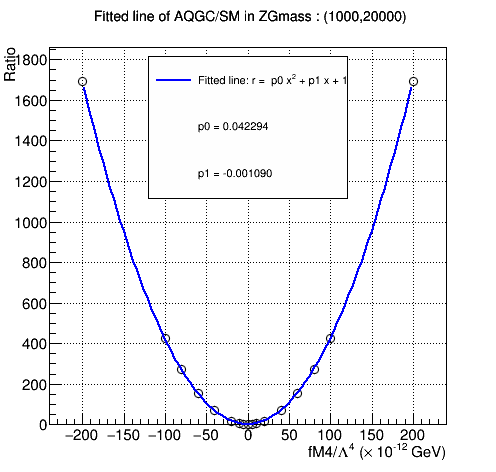 Fitted line of AQGC/SM in ZGmass : (1000,20000)
Ratio
1800
1600
1400
1200
1000
800
600
400
200
0
Fitted line: r = p0 x² + p1 x + 1
p0 = 0.042294
p1 = -0.001090
−200 −150 −100 −50 0 50 100 150 200
fM4/Λ⁴ (× 10⁻¹² GeV)